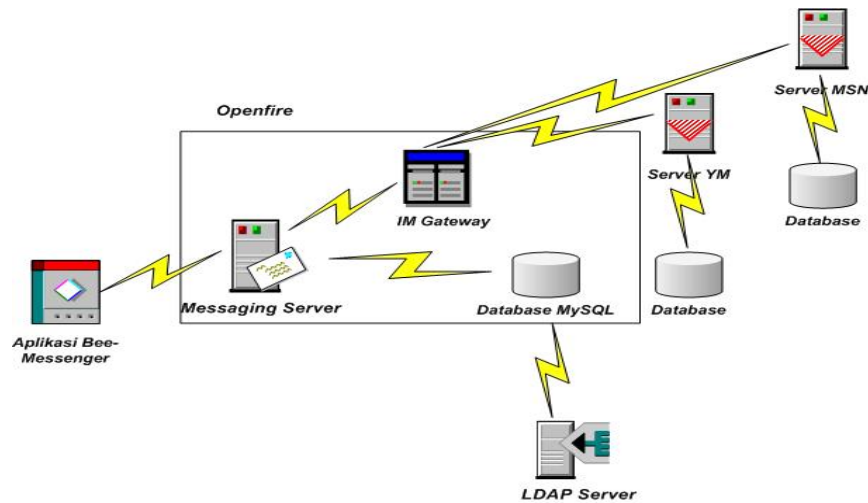 Server MSN
Openfire
Server YM
Database
IM Gateway
Messaging Server
Database MySQL
Database
Aplikasi Bee-
Messenger
LDAP Server